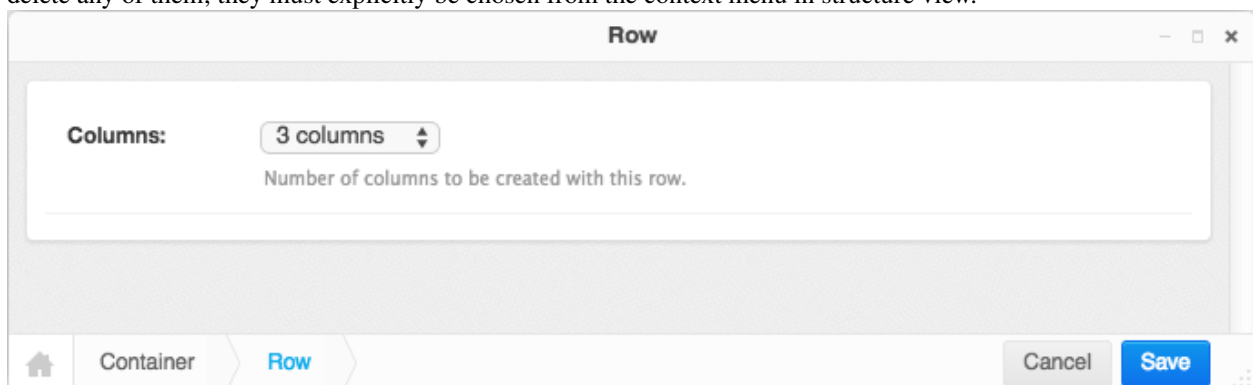 delete any of them, they must explicitly be chosen from the context menu in structure view.
Row
Columns:
3 columns
Number of columns to be created with this row.
Container
Row
Cancel
Save